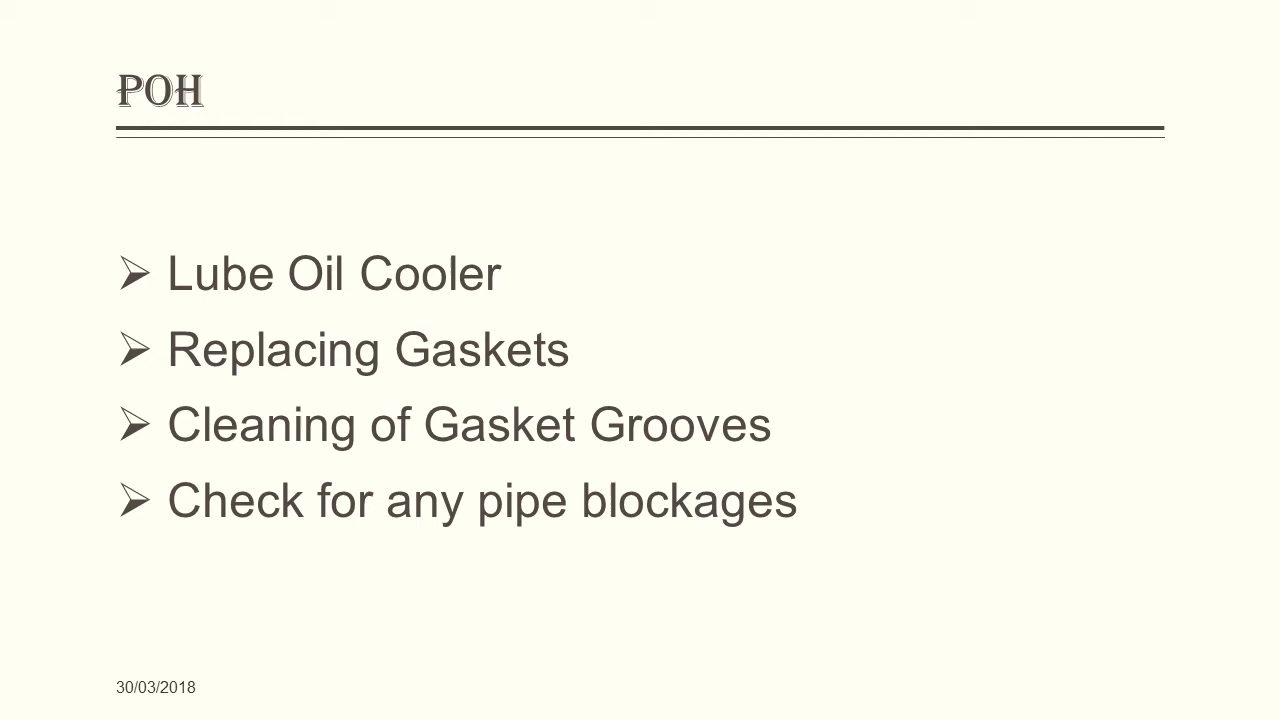 POH
➢ Lube Oil Cooler
➢ Replacing Gaskets
➢ Cleaning of Gasket Grooves
➢ Check for any pipe blockages
30/03/2018